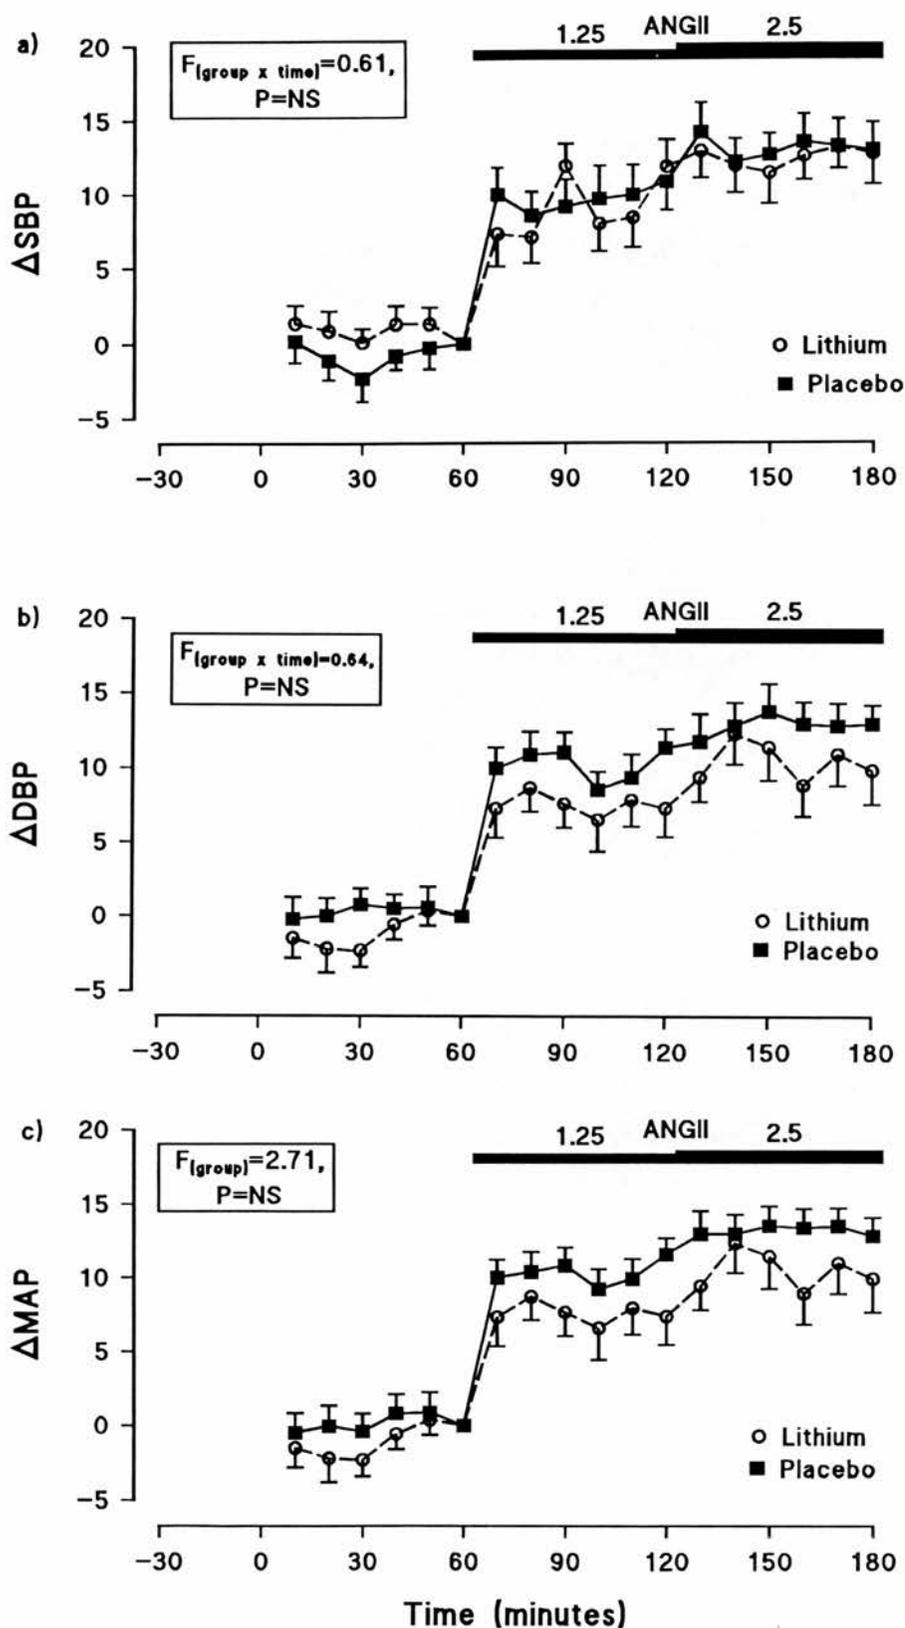 a)
ANGII
1.25 2.5
20
F(group x time)=0.61,
P=NS
15
10
5
0
−5
ΔSBP
Lithium
Placebo
−30 0 30 60 90 120 150 180
b)
ANGII
1.25 2.5
20
F(group x time)=0.64,
P=NS
15
10
5
0
−5
ΔDBP
Lithium
Placebo
−30 0 30 60 90 120 150 180
c)
ANGII
1.25 2.5
20
F(group)=2.71,
P=NS
15
10
5
0
−5
ΔMAP
Lithium
Placebo
−30 0 30 60 90 120 150 180
Time (minutes)